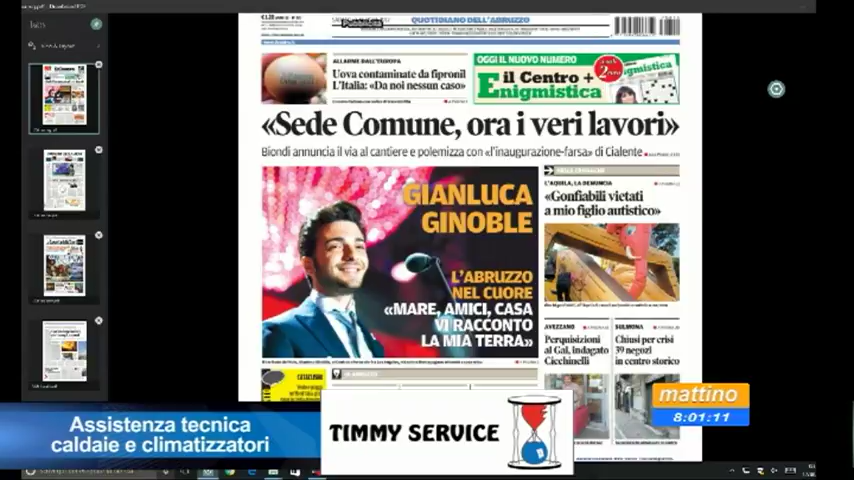 QUOTIDIANO DELL'ABRUZZO
ALLARME DALL'EUROPA
Uova contaminate da fipronil
L'Italia: «Da noi nessun caso»
OGGI IL NUOVO NUMERO
il Centro +
Enigmistica
«Sede Comune, ora i veri lavori»
Biondi annuncia il via al cantiere e polemizza con «l'inaugurazione-farsa» di Cialente
GIANLUCA
GINOBLE
L'ABRUZZO
NEL CUORE
«MARE, AMICI, CASA
VI RACCONTO
LA MIA TERRA»
L'AQUILA, LA DENUNCIA
«Gonfiabili vietati
a mio figlio autistico»
AVEZZANO
Perquisizioni
al Gal, indagato
Cicchinelli
SULMONA
Chiusi per crisi
39 negozi
in centro storico
mattino
8:01:11
Assistenza tecnica
caldaie e climatizzatori
TIMMY SERVICE